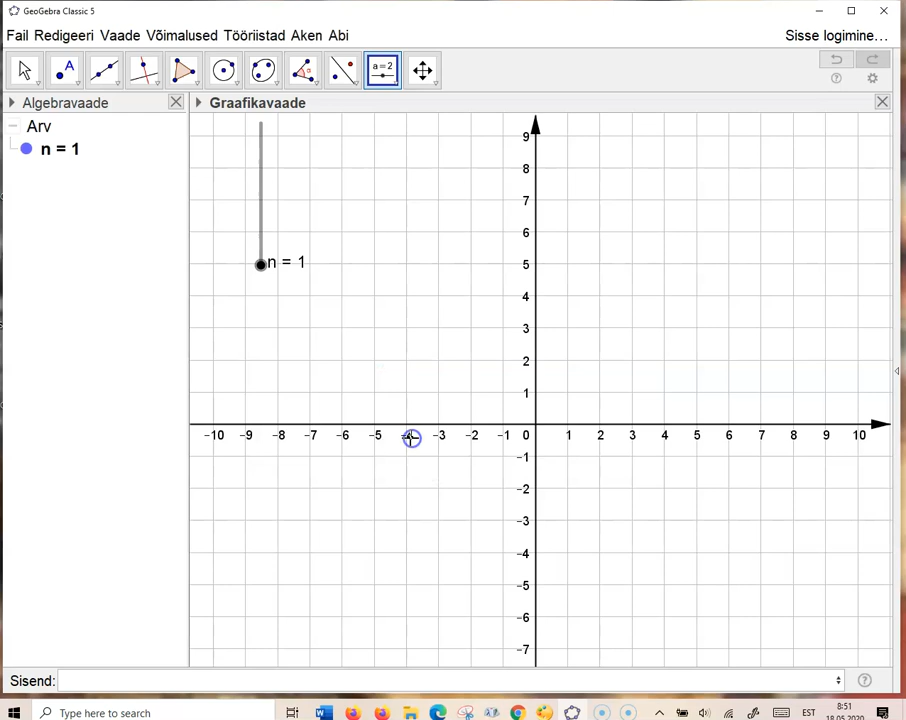 GeoGebra Classic 5
Fail Redigeeri Vaade Võimalused Tööriistad Aken Abi
Sisse logimine...
A
a=2
Algebravaade
Graafikavaade
Arv
n = 1
n = 1
9
8
7
6
5
4
3
2
1
-10 -9 -8 -7 -6 -5 -3 -2 -1 0 1 2 3 4 5 6 7 8 9 10
-1
-2
-3
-4
-5
-6
-7
Sisend:
Type here to search
EST
8:51
18.05.2020